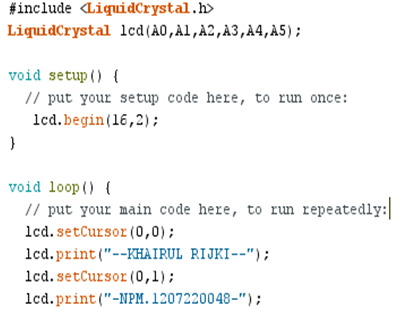 #include <LiquidCrystal.h>
LiquidCrystal lcd(A0,A1,A2,A3,A4,A5);
void setup() {
// put your setup code here, to run once:
lcd.begin(16,2);
}
void loop() {
// put your main code here, to run repeatedly:
lcd.setCursor(0,0);
lcd.print("--KHAIRUL RIJKI--");
lcd.setCursor(0,1);
lcd.print("-NPM.1207220048-");